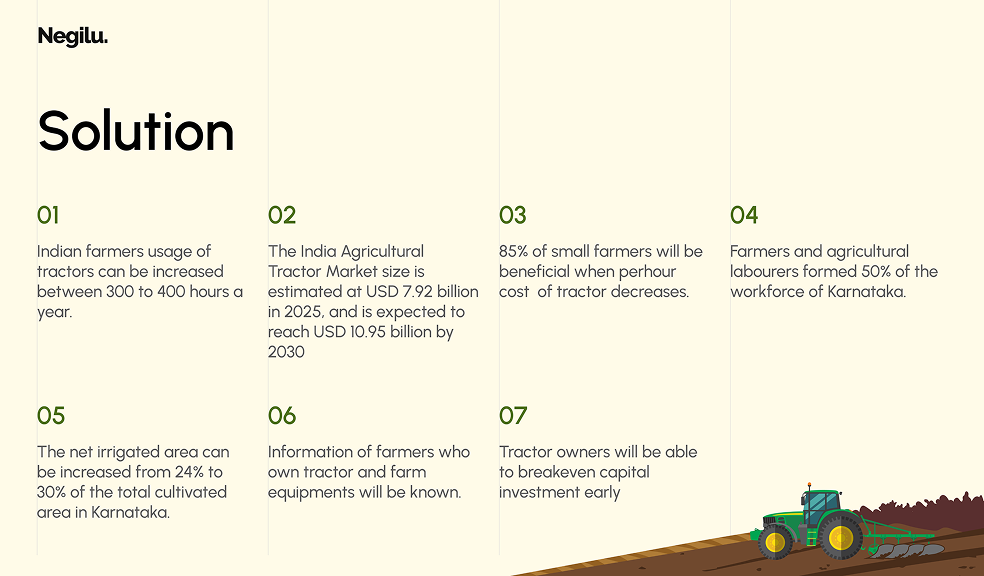 Negilu.
Solution
01
Indian farmers usage of
tractors can be increased
between 300 to 400 hours a
year.
02
The India Agricultural
Tractor Market size is
estimated at USD 7.92 billion
in 2025, and is expected to
reach USD 10.95 billion by
2030
03
85% of small farmers will be
beneficial when perhour
cost  of tractor decreases.
04
Farmers and agricultural
labourers formed 50% of the
workforce of Karnataka.
05
The net irrigated area can
be increased from 24% to
30% of the total cultivated
area in Karnataka.
06
Information of farmers who
own tractor and farm
equipments will be known.
07
Tractor owners will be able
to breakeven capital
investment early